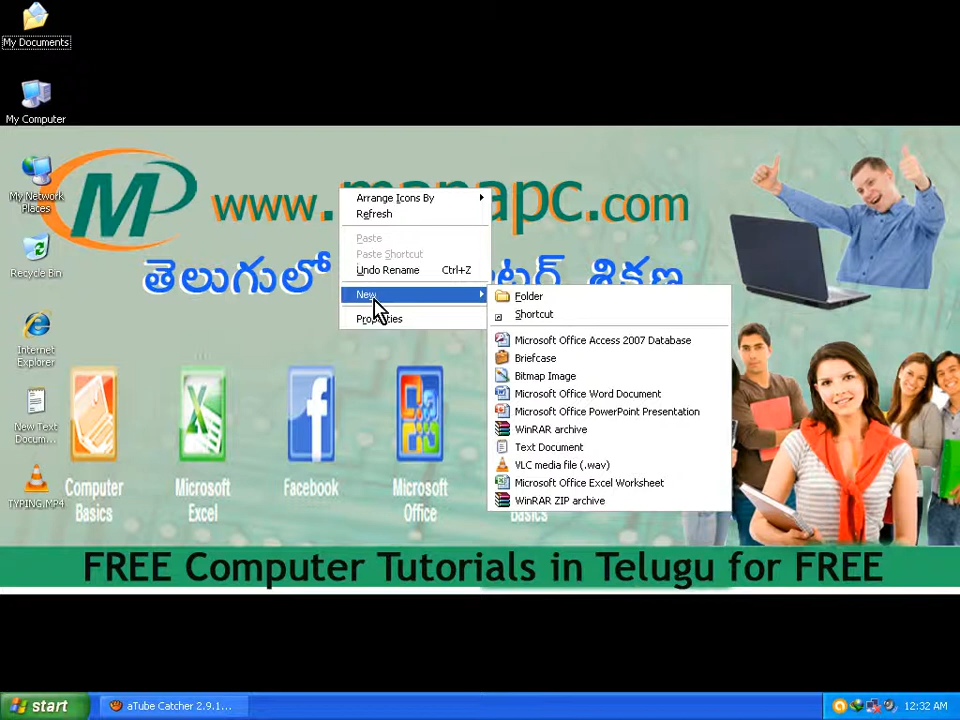 My Documents
My Computer
My Network
Places
Recycle Bin
Internet
Explorer
New Text
Docum...
TYPING.MP4
MP
www.manapc.com
తెలుగులో
శిక్షణ
Arrange Icons By
Refresh
Paste
Paste Shortcut
Undo Rename Ctrl+Z
New
Properties
Folder
Shortcut
Microsoft Office Access 2007 Database
Briefcase
Bitmap Image
Microsoft Office Word Document
Microsoft Office PowerPoint Presentation
WinRAR archive
Text Document
VLC media file (.wav)
Microsoft Office Excel Worksheet
WinRAR ZIP archive
Computer
Basics
Microsoft
Excel
Facebook
Microsoft
Office
Basics
FREE Computer Tutorials in Telugu for FREE
start
aTube Catcher 2.9.1...
12:32 AM